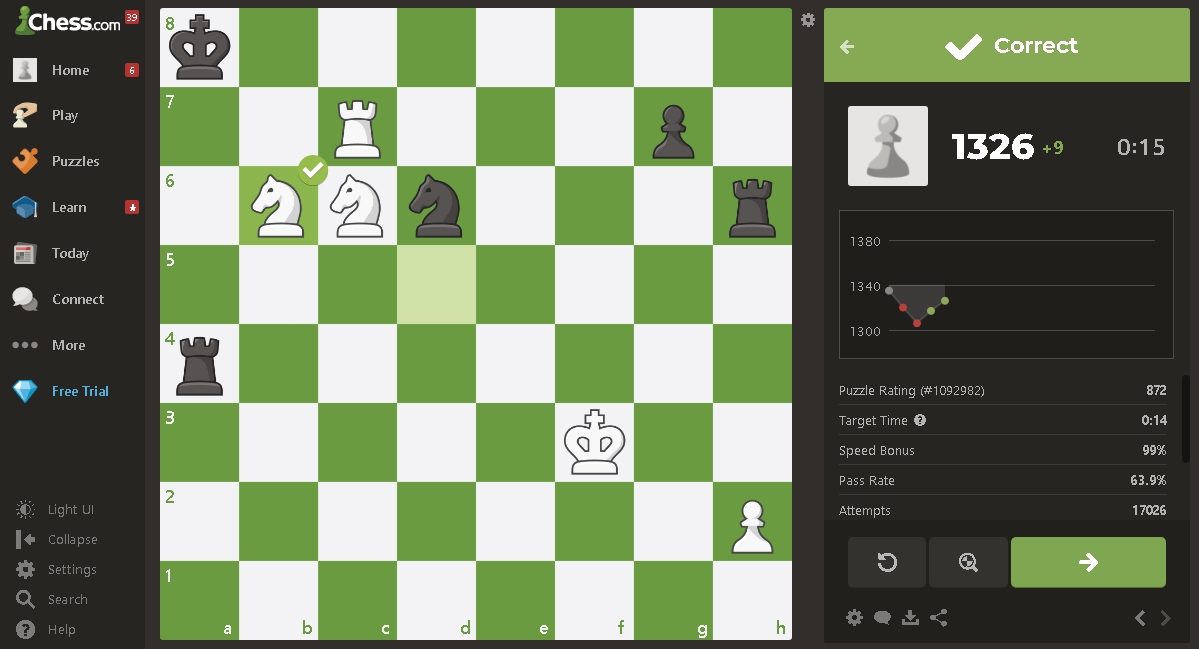 Chess.com 39
Home 6
Play
Puzzles
Learn
Today
Connect
More
Free Trial
Light UI
Collapse
Settings
Search
Help
8
7
6
5
4
3
2
1
a b c d e f g h
Correct
1326 +9 0:15
1380
1340
1300
Puzzle Rating (#1092982) 872
Target Time ? 0:14
Speed Bonus 99%
Pass Rate 63.9%
Attempts 17026